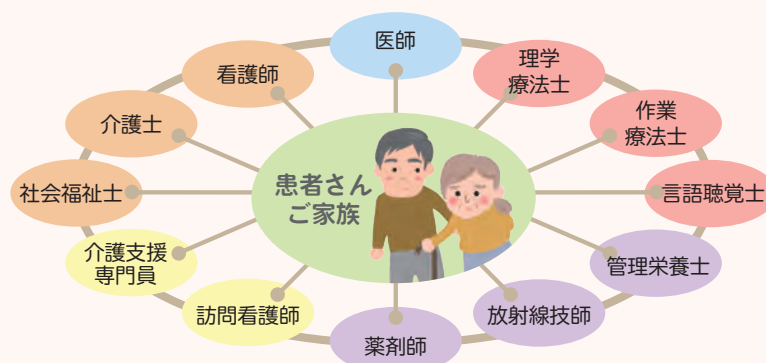 医師
理学
療法士
作業
療法士
言語聴覚士
管理栄養士
放射線技師
薬剤師
訪問看護師
介護支援
専門員
社会福祉士
介護士
看護師
患者さん
ご家族